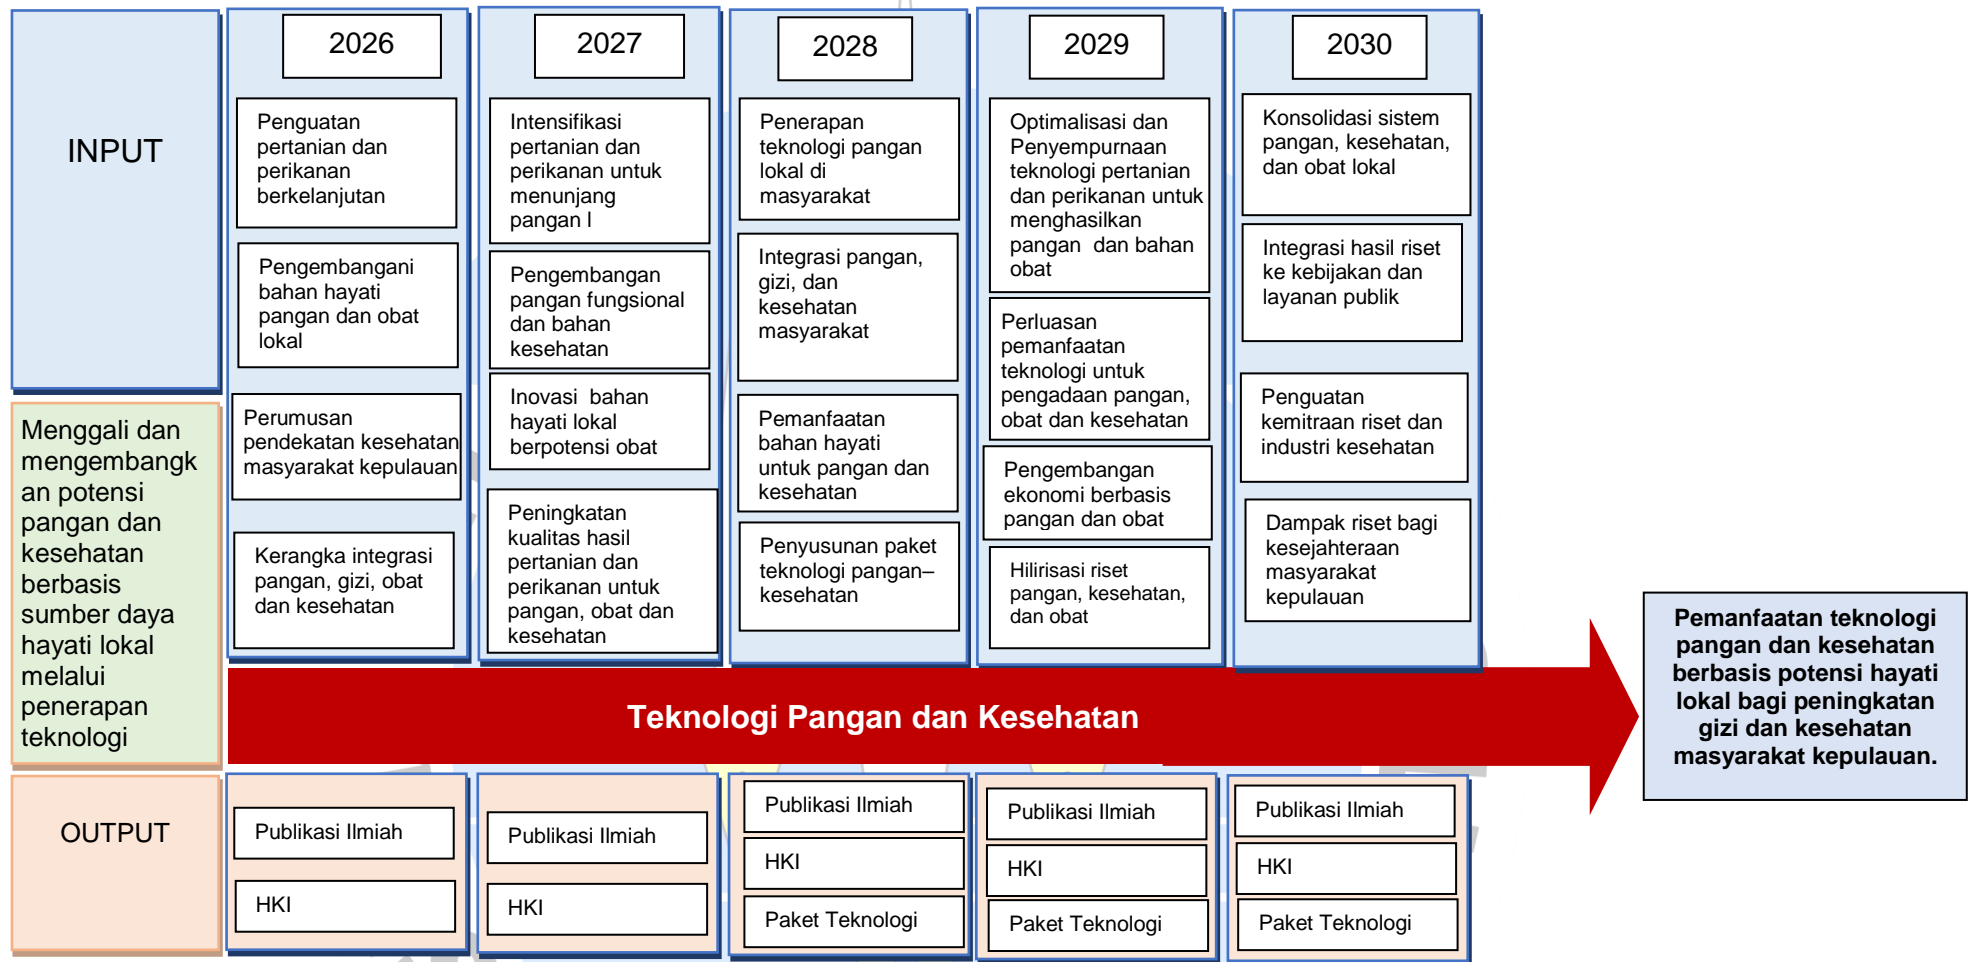 INPUT
Menggali dan
mengembangk
an potensi
pangan dan
kesehatan
berbasis
sumber daya
hayati lokal
melalui
penerapan
teknologi
OUTPUT
2026
Penguatan
pertanian dan
perikanan
berkelanjutan
Pengembangani
bahan hayati
pangan dan obat
lokal
Perumusan
pendekatan kesehatan
masyarakat kepulauan
Kerangka integrasi
pangan, gizi, obat
dan kesehatan
2027
Intensifikasi
pertanian dan
perikanan untuk
menunjang
pangan l
Pengembangan
pangan fungsional
dan bahan
kesehatan
Inovasi bahan
hayati lokal
berpotensi obat
Peningkatan
kualitas hasil
pertanian dan
perikanan untuk
pangan, obat dan
kesehatan
2028
Penerapan
teknologi pangan
lokal di
masyarakat
Integrasi pangan,
gizi, dan
kesehatan
masyarakat
Pemanfaatan
bahan hayati
untuk pangan dan
kesehatan
Penyusunan paket
teknologi pangan–
kesehatan
2029
Optimalisasi dan
Penyempurnaan
teknologi pertanian
dan perikanan untuk
menghasilkan
pangan dan bahan
obat
Perluasan
pemanfaatan
teknologi untuk
pengadaan pangan,
obat dan kesehatan
Pengembangan
ekonomi berbasis
pangan dan obat
Hilirisasi riset
pangan, kesehatan,
dan obat
2030
Konsolidasi sistem
pangan, kesehatan,
dan obat lokal
Integrasi hasil riset
ke kebijakan dan
layanan publik
Penguatan
kemitraan riset dan
industri kesehatan
Dampak riset bagi
kesejahteraan
masyarakat
kepulauan
Teknologi Pangan dan Kesehatan
Pemanfaatan teknologi
pangan dan kesehatan
berbasis potensi hayati
lokal bagi peningkatan
gizi dan kesehatan
masyarakat kepulauan.
Publikasi Ilmiah
HKI
Publikasi Ilmiah
HKI
Publikasi Ilmiah
HKI
Paket Teknologi
Publikasi Ilmiah
HKI
Paket Teknologi
Publikasi Ilmiah
HKI
Paket Teknologi